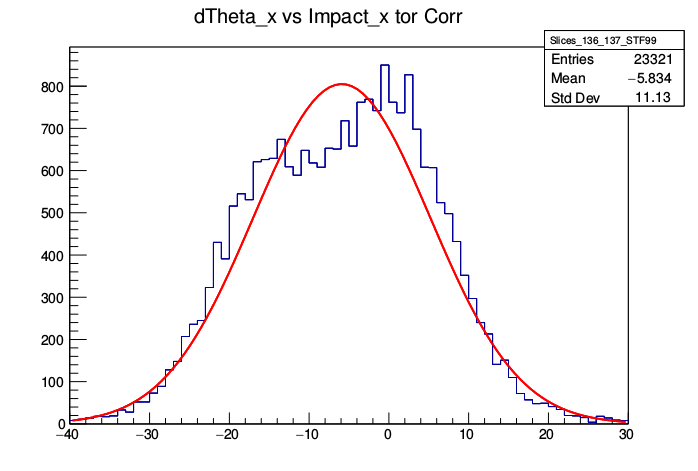 dTheta_x vs Impact_x tor Corr
Slices_136_137_STF99
Entries 23321
Mean −5.834
Std Dev 11.13
800
700
600
500
400
300
200
100
0
−40 −30 −20 −10 0 10 20 30